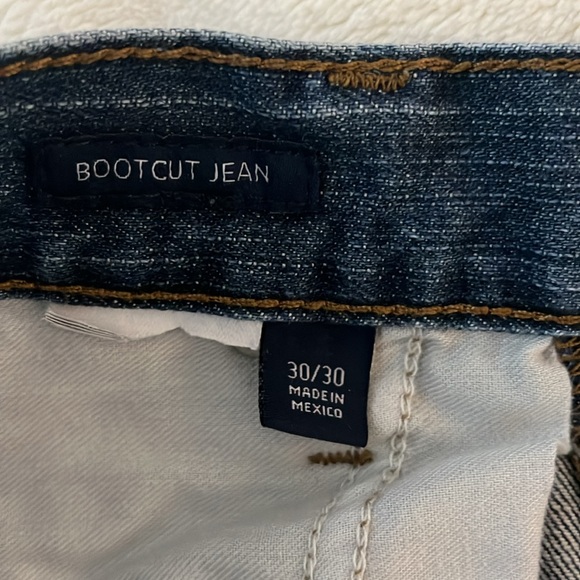 BOOTCUT JEAN
30/30
MADE IN
MEXICO